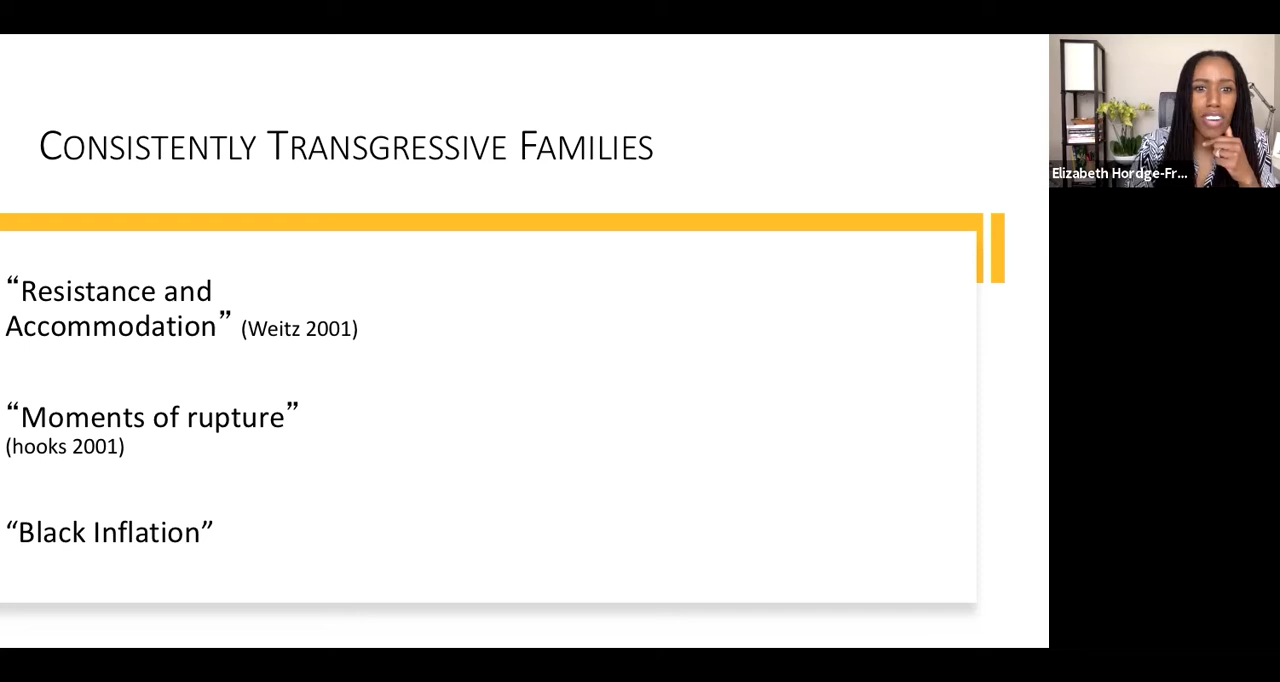 CONSISTENTLY TRANSGRESSIVE FAMILIES
“Resistance and
Accommodation” (Weitz 2001)
“Moments of rupture”
(hooks 2001)
“Black Inflation”
Elizabeth Hordge-Fr...